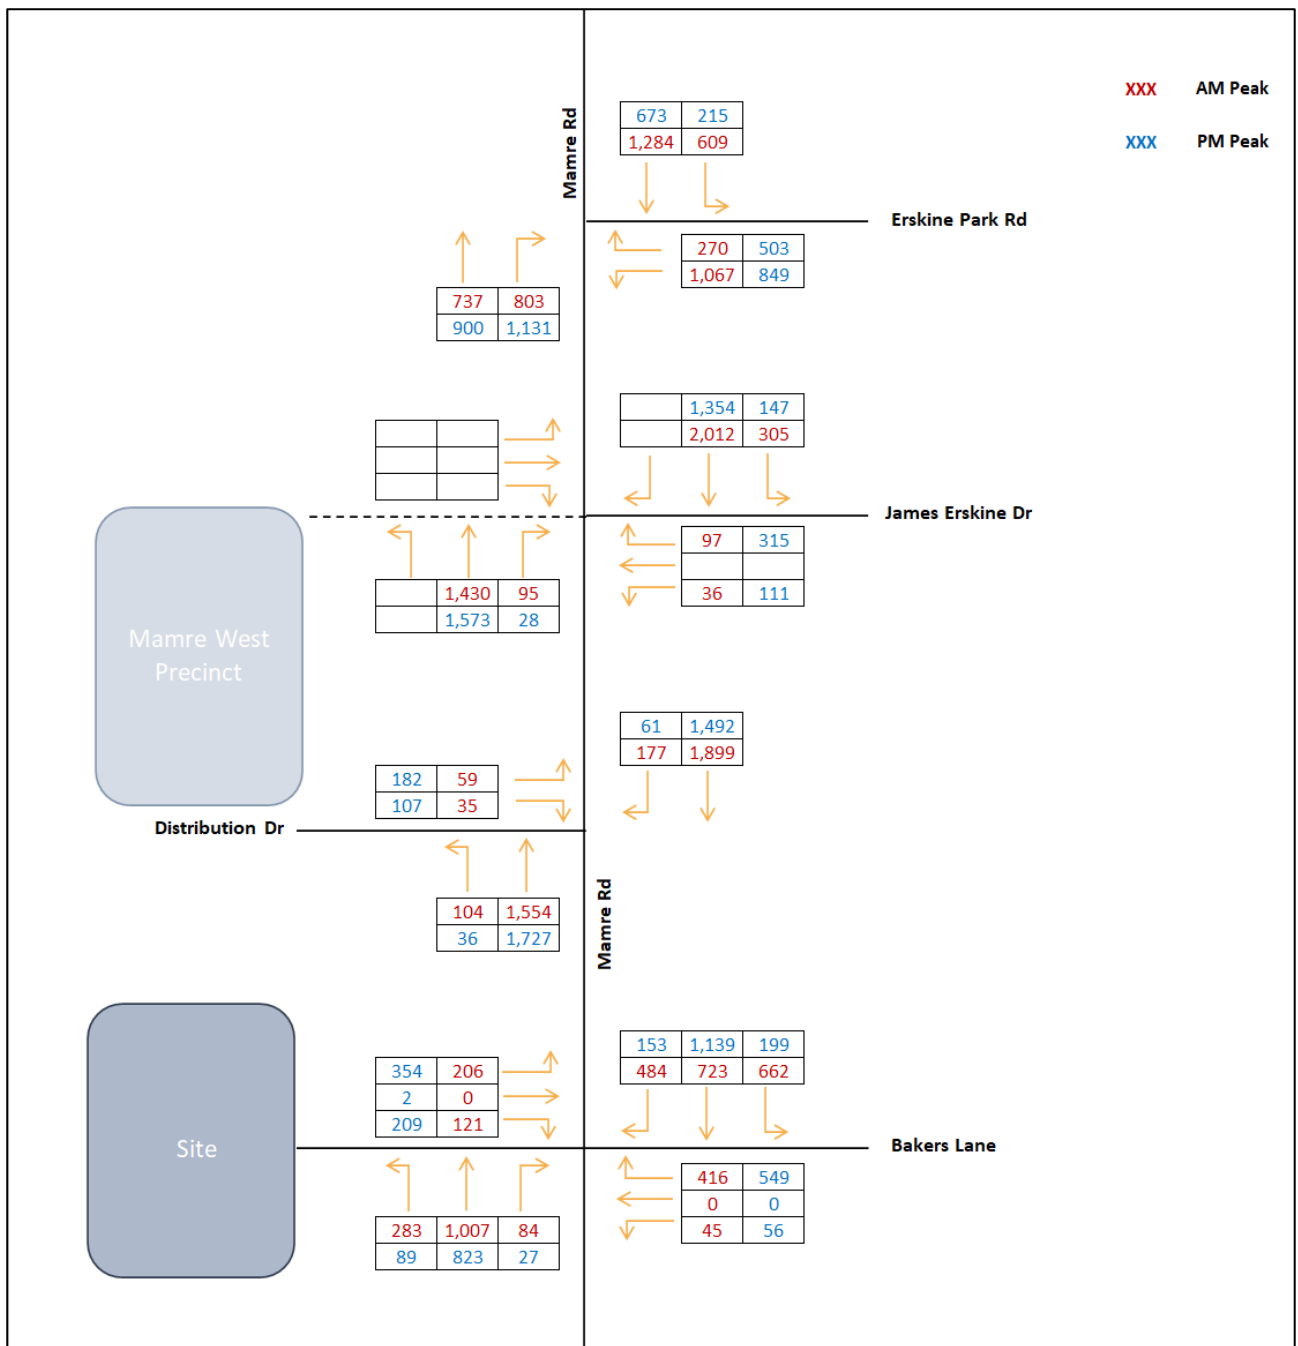 XXX AM Peak
XXX PM Peak
Mamre Rd
673 215
1,284 609
Erskine Park Rd
270 503
1,067 849
737 803
900 1,131
1,354 147
2,012 305
James Erskine Dr
97 315
36 111
1,430 95
1,573 28
Mamre West
Precinct
61 1,492
177 1,899
182 59
107 35
Distribution Dr
104 1,554
36 1,727
Mamre Rd
153 1,139 199
484 723 662
354 206
2 0
209 121
Site
Bakers Lane
416 549
0 0
45 56
283 1,007 84
89 823 27